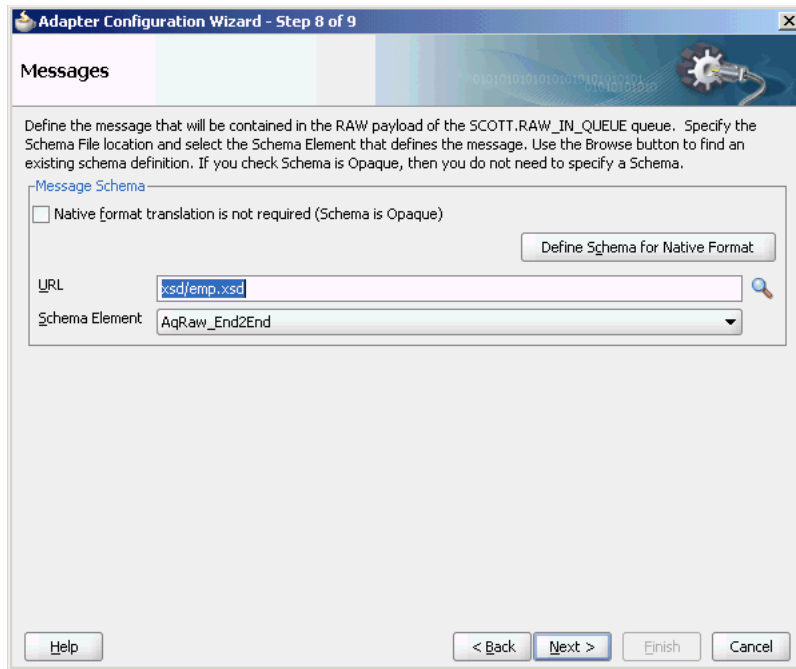 Adapter Configuration Wizard - Step 8 of 9
Messages
Define the message that will be contained in the RAW payload of the SCOTT.RAW_IN_QUEUE queue. Specify the
Schema File location and select the Schema Element that defines the message. Use the Browse button to find an
existing schema definition. If you check Schema is Opaque, then you do not need to specify a Schema.
Message Schema
Native format translation is not required (Schema is Opaque)
Define Schema for Native Format
URL
xsd/emp.xsd
Schema Element
AqRaw_End2End
Help
< Back
Next >
Finish
Cancel